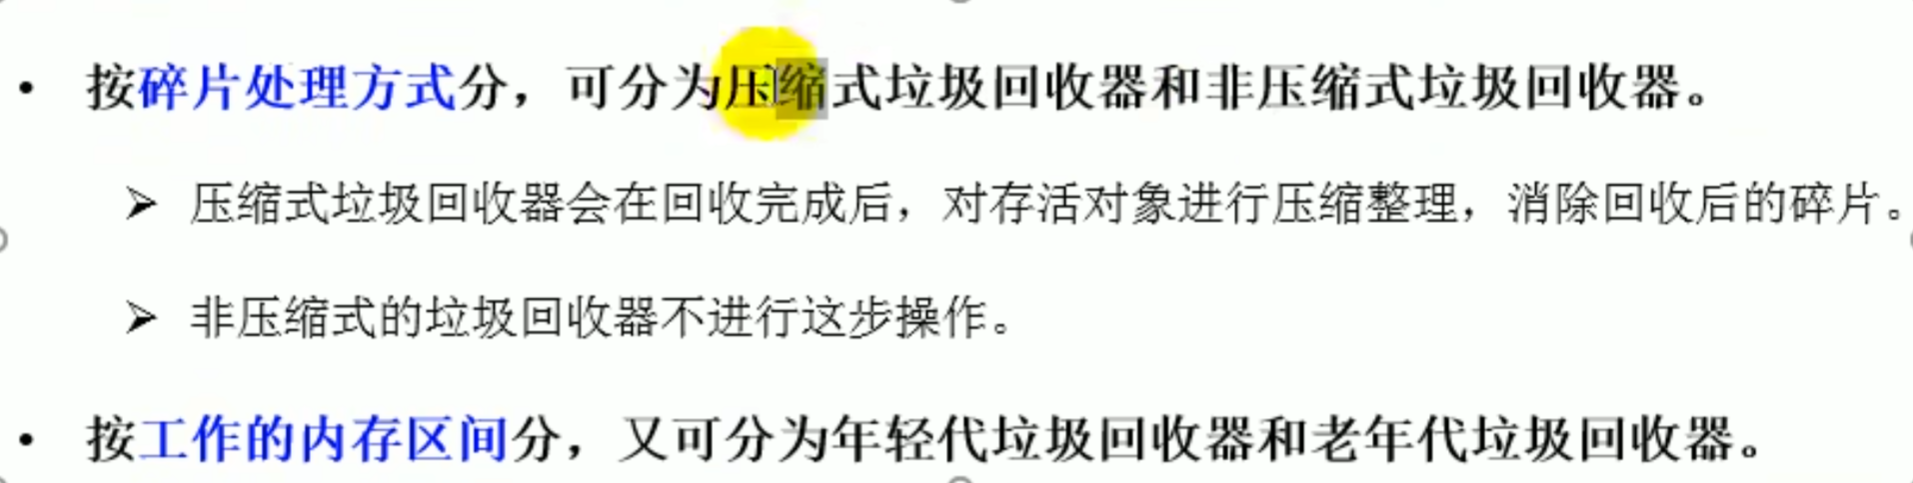 • 按碎片处理方式分，可分为压缩式垃圾回收器和非压缩式垃圾回收器。
➢ 压缩式垃圾回收器会在回收完成后，对存活对象进行压缩整理，消除回收后的碎片。
➢ 非压缩式的垃圾回收器不进行这步操作。
• 按工作的内存区间分，又可分为年轻代垃圾回收器和老年代垃圾回收器。